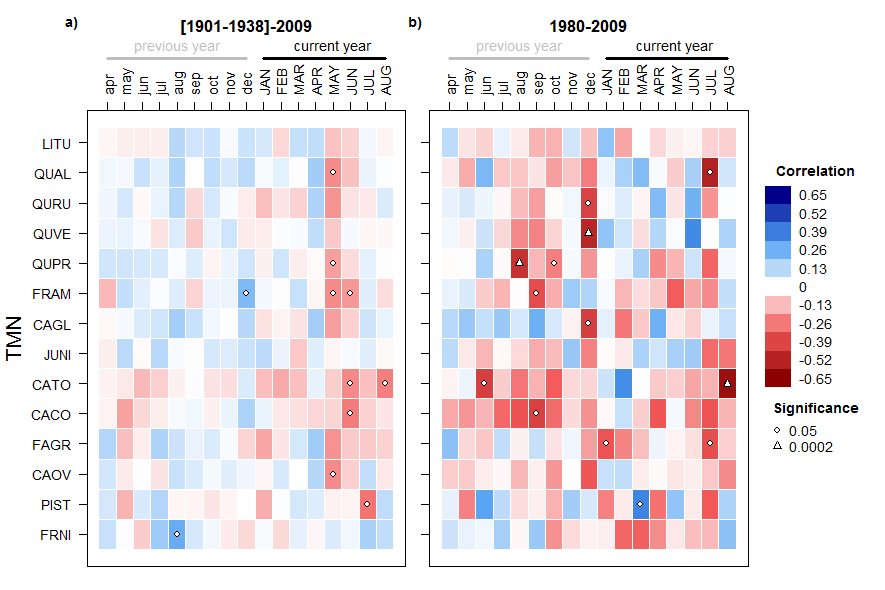 a) [1901-1938]-2009 b) 1980-2009
previous year current year previous year current year
apr may jun jul aug sep oct nov dec JAN FEB MAR APR MAY JUN JUL AUG apr may jun jul aug sep oct nov dec JAN FEB MAR APR MAY JUN JUL AUG
TMN
LITU
QUAL
QURU
QUVE
QUPR
FRAM
CAGL
JUNI
CATO
CACO
FAGR
CAOV
PIST
FRNI
Correlation
0.65
0.52
0.39
0.26
0.13
0
-0.13
-0.26
-0.39
-0.52
-0.65
Significance
0.05
0.0002